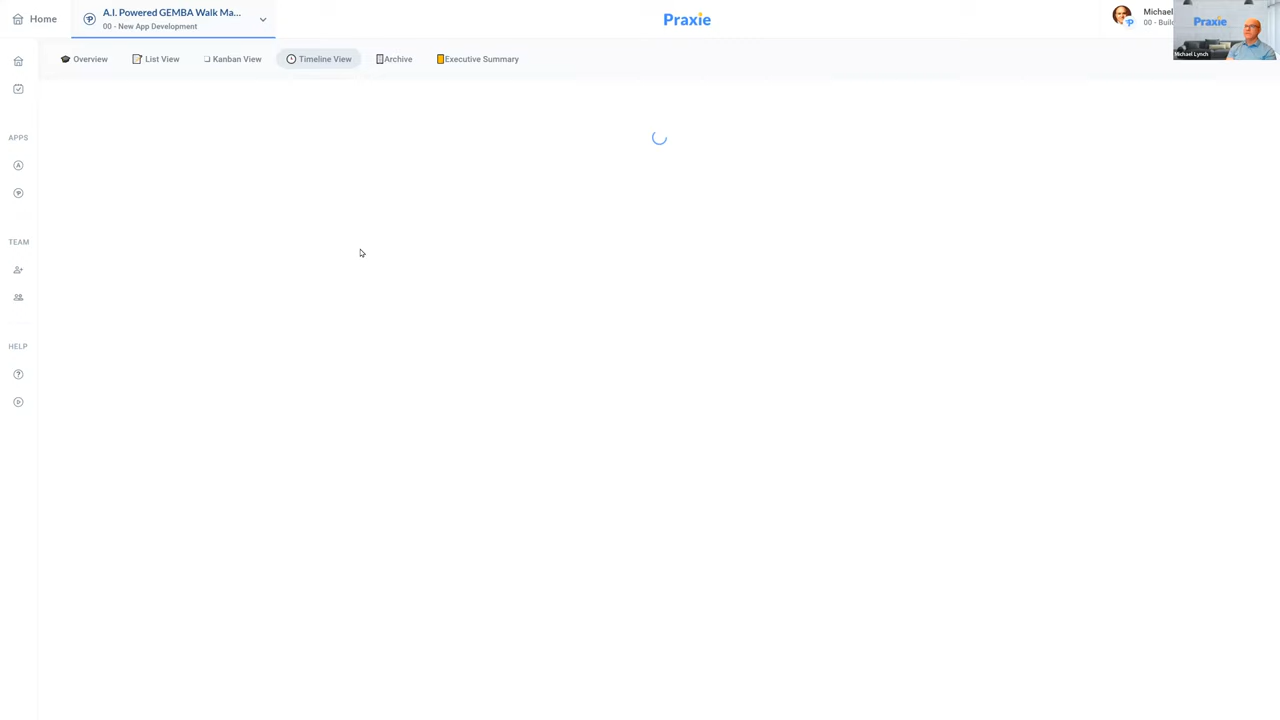 Home
A.I. Powered GEMBA Walk Ma...
00 - New App Development
Praxie
Michael
00 - Build
Praxie
Michael Lynch
Overview
List View
Kanban View
Timeline View
Archive
Executive Summary
APPS
TEAM
HELP